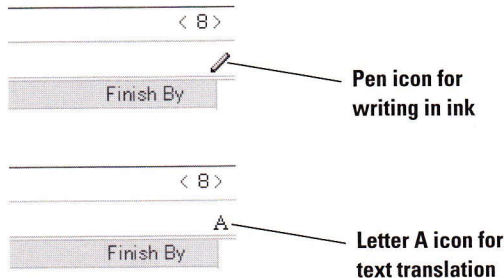 < 8 >
Finish By
Pen icon for
writing in ink
< 8 >
A
Finish By
Letter A icon for
text translation